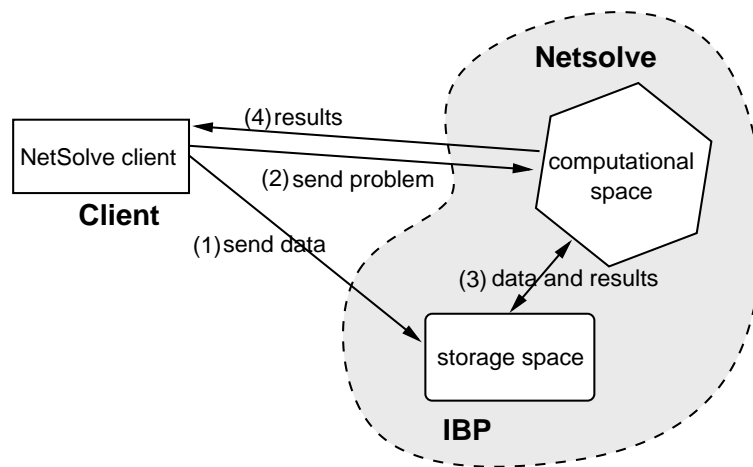 Netsolve
(4) results
NetSolve client
computational
space
(2) send problem
Client
(1) send data
(3) data and results
storage space
IBP